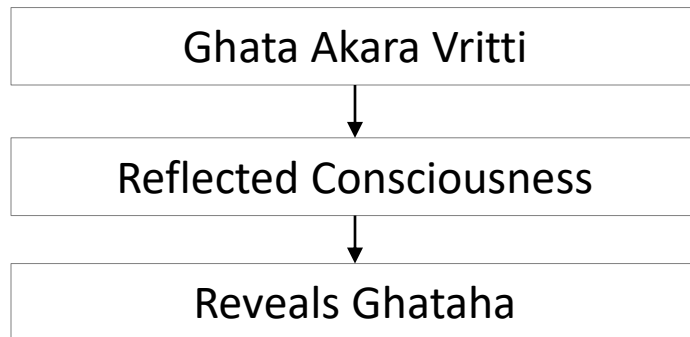 Ghata Akara Vritti
Reflected Consciousness
Reveals Ghataha